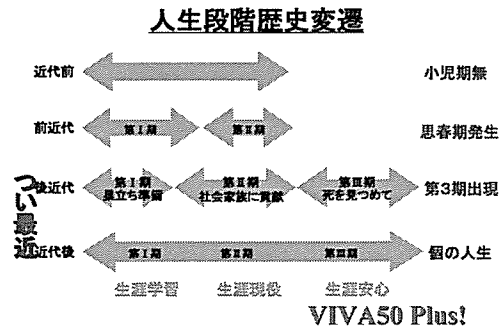 人生段階歴史変遷
近代前 小児期無
前近代 第Ⅰ期 第Ⅱ期 思春期発生
つい最近
後近代 第Ⅰ期 第Ⅱ期 第Ⅲ期 第3期出現
巣立ち準備 社会家族に貢献 死を見つめて
近代後 第Ⅰ期 第Ⅱ期 第Ⅲ期 個の人生
生涯学習 生涯現役 生涯安心
VIVA50 Plus!